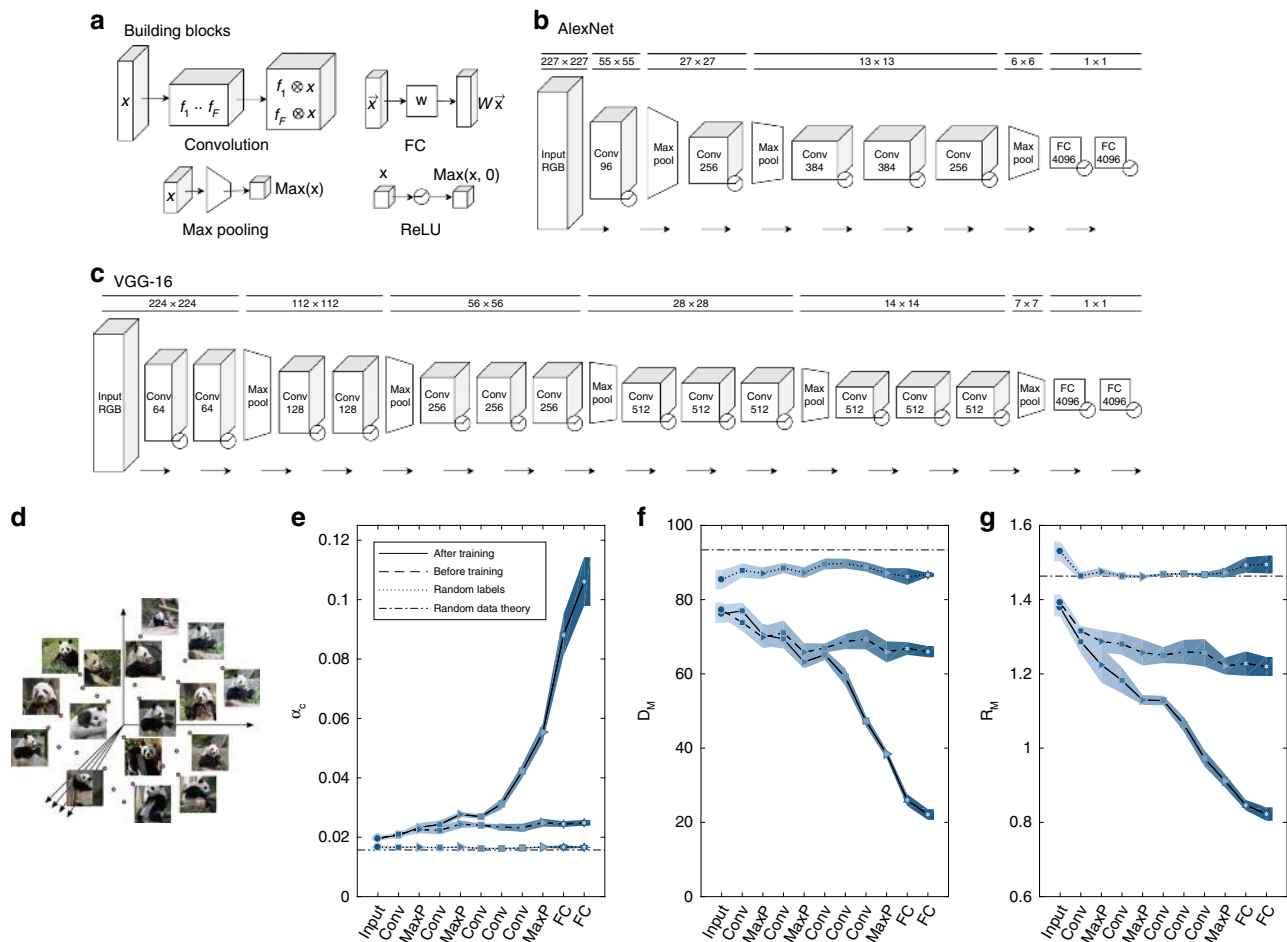 a
Building blocks
x
f1 ·· fF
f1 ⊗ x
fF ⊗ x
Convolution
x⃗
W
Wx⃗
FC
x
Max(x)
Max pooling
x
Max(x, 0)
ReLU
b
AlexNet
227 × 227
55 × 55
27 × 27
13 × 13
6 × 6
1 × 1
Input
RGB
Conv
96
Max
pool
Conv
256
Max
pool
Conv
384
Conv
384
Conv
256
Max
pool
FC
4096
FC
4096
c
VGG-16
224 × 224
112 × 112
56 × 56
28 × 28
14 × 14
7 × 7
1 × 1
Input
RGB
Conv
64
Conv
64
Max
pool
Conv
128
Conv
128
Max
pool
Conv
256
Conv
256
Conv
256
Max
pool
Conv
512
Conv
512
Conv
512
Max
pool
Conv
512
Conv
512
Conv
512
Max
pool
FC
4096
FC
4096
d
e
0.12
0.1
0.08
0.06
0.04
0.02
0
αc
After training
Before training
Random labels
Random data theory
Input
Conv
MaxP
Conv
MaxP
Conv
Conv
Conv
MaxP
FC
FC
f
100
80
60
40
20
0
DM
Input
Conv
MaxP
Conv
MaxP
Conv
Conv
Conv
MaxP
FC
FC
g
1.6
1.4
1.2
1
0.8
0.6
RM
Input
Conv
MaxP
Conv
MaxP
Conv
Conv
Conv
MaxP
FC
FC